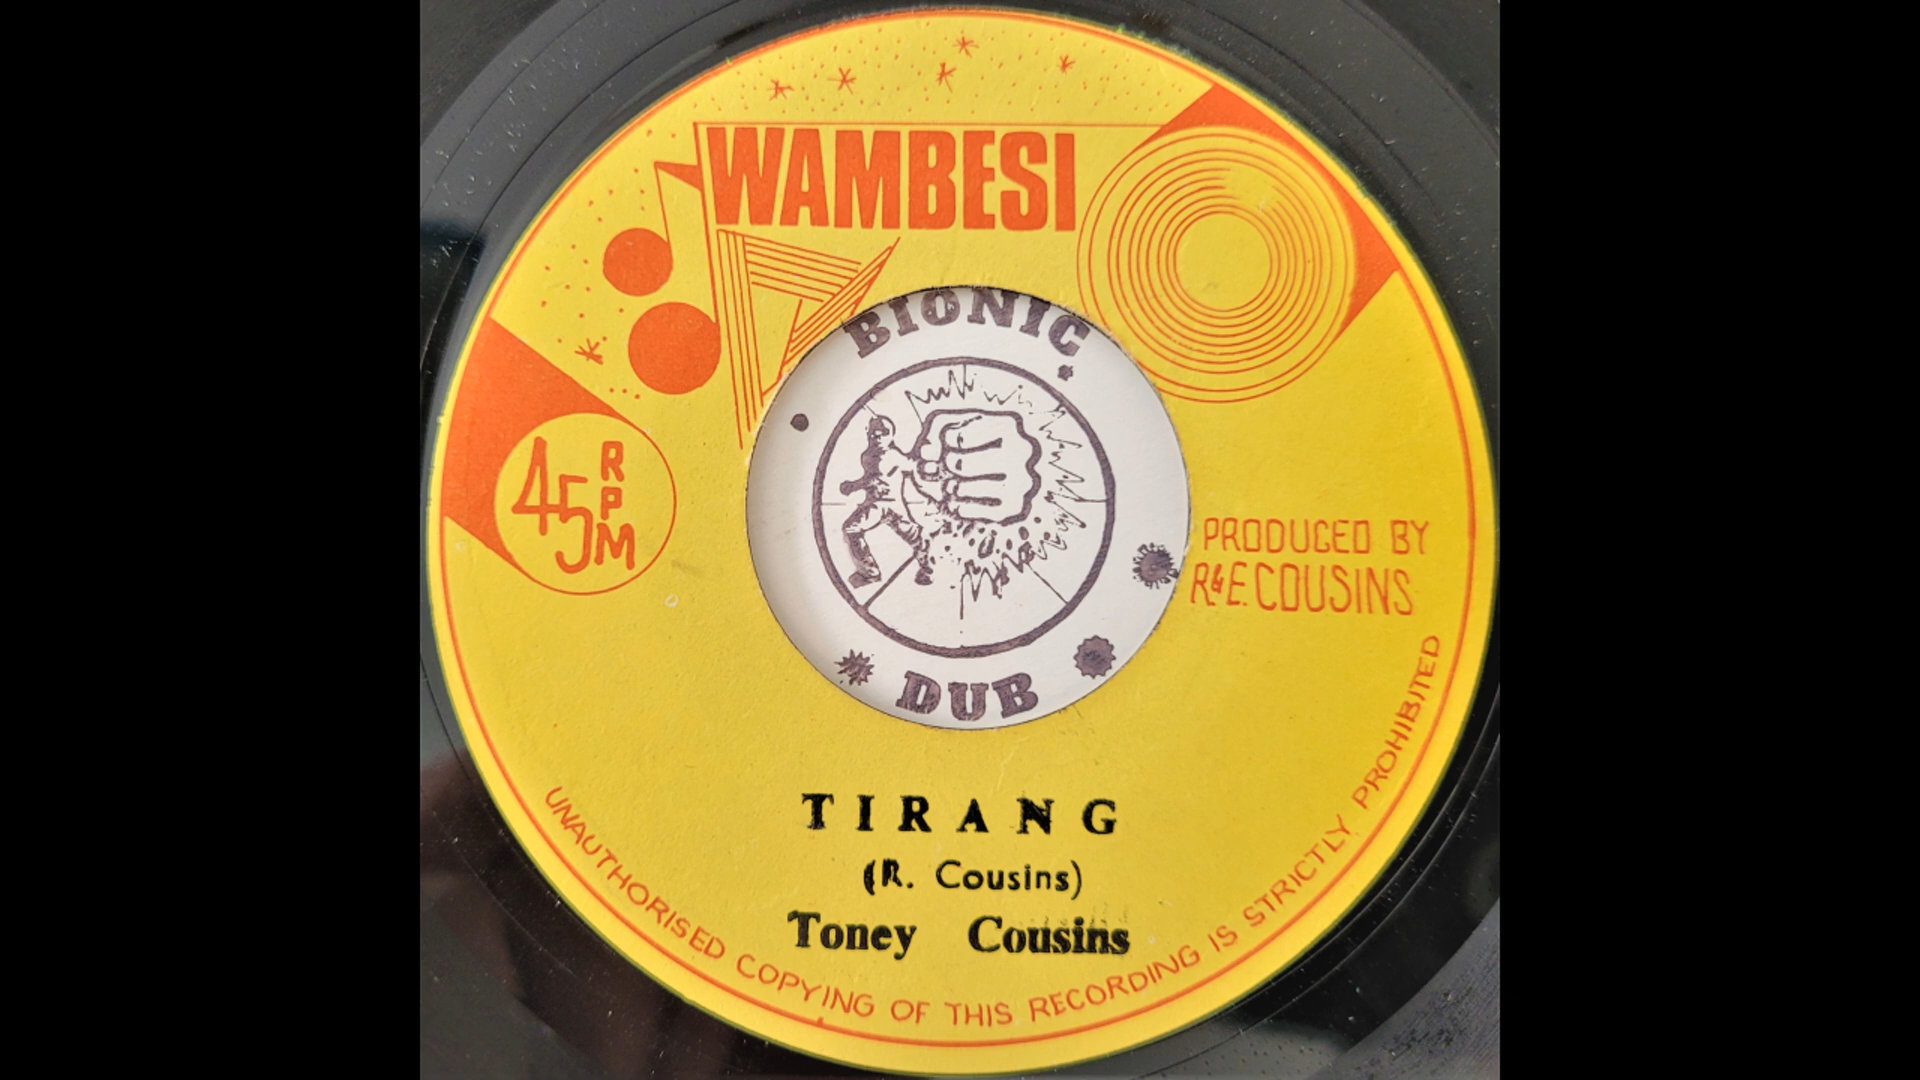 WAMBESI
BIONIC
DUB
45
RPM
PRODUCED BY
R&E. COUSINS
TIRANG
(R. Cousins)
Toney Cousins
UNAUTHORISED COPYING OF THIS RECORDING IS STRICTLY PROHIBITED